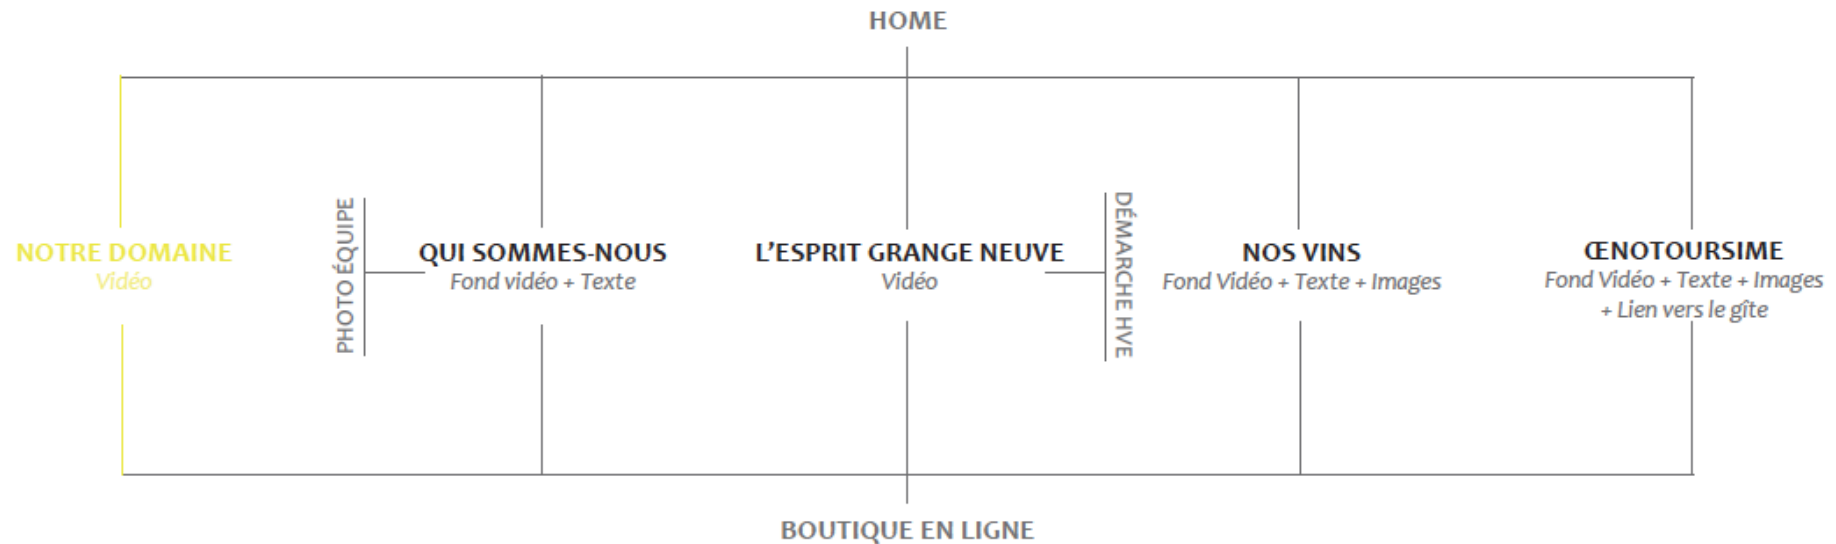 HOME
NOTRE DOMAINE
Vidéo
PHOTO ÉQUIPE
QUI SOMMES-NOUS
Fond vidéo + Texte
L'ESPRIT GRANGE NEUVE
Vidéo
DÉMARCHE HVE
NOS VINS
Fond Vidéo + Texte + Images
ŒNOTOURSIME
Fond Vidéo + Texte + Images
+ Lien vers le gîte
BOUTIQUE EN LIGNE